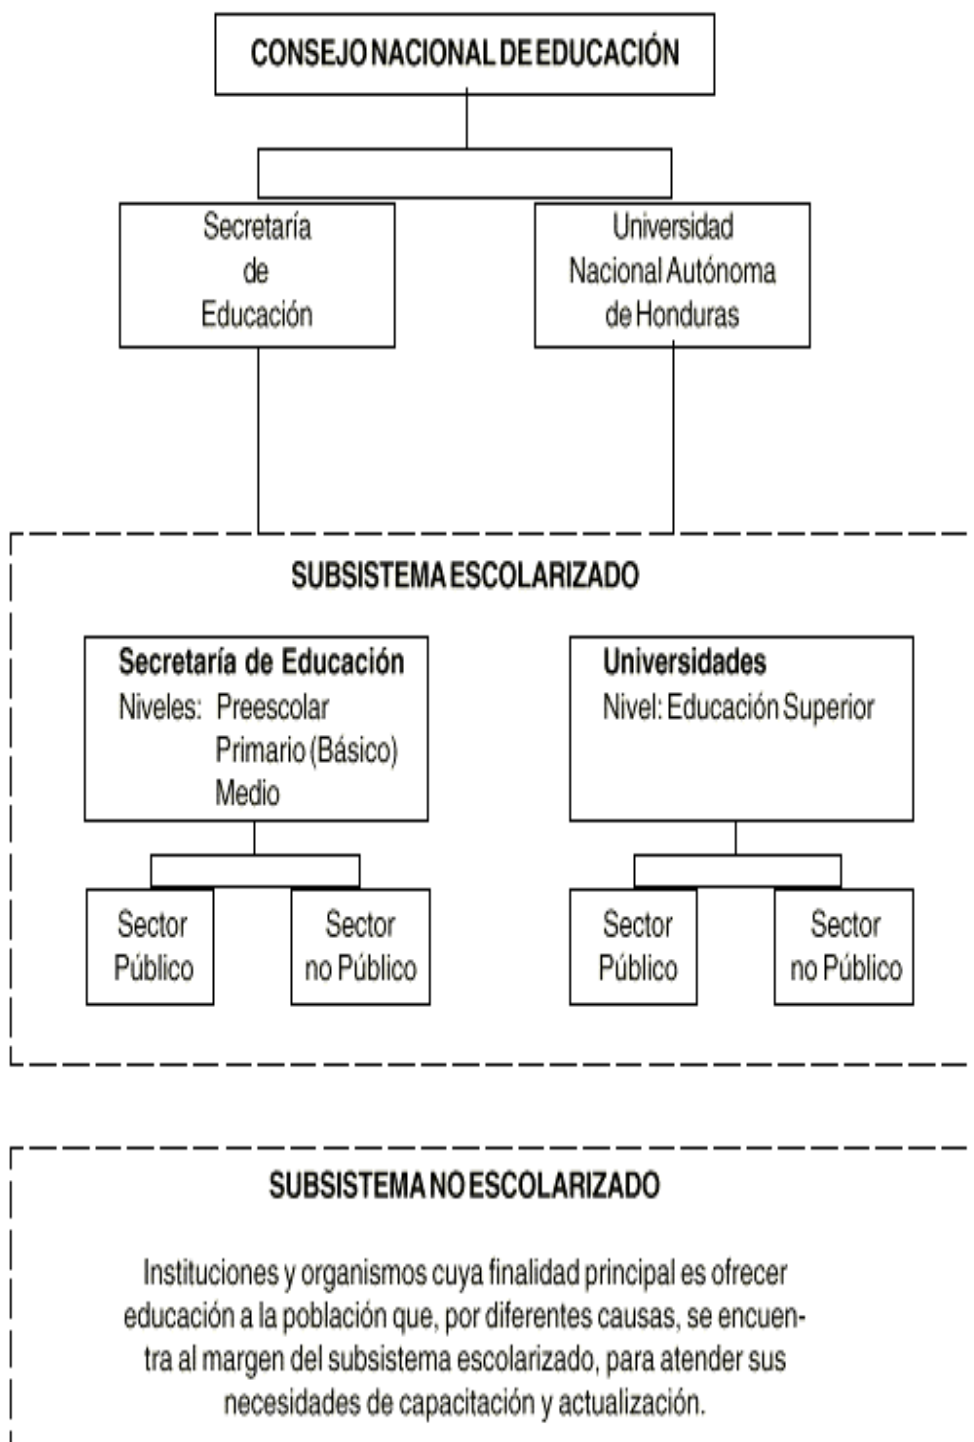 CONSEJO NACIONAL DE EDUCACIÓN
Secretaría
de
Educación
Universidad
Nacional Autónoma
de Honduras
SUBSISTEMA ESCOLARIZADO
Secretaría de Educación
Niveles: Preescolar
Primario (Básico)
Medio
Universidades
Nivel: Educación Superior
Sector
Público
Sector
no Público
Sector
Público
Sector
no Público
SUBSISTEMA NO ESCOLARIZADO
Instituciones y organismos cuya finalidad principal es ofrecer
educación a la población que, por diferentes causas, se encuen-
tra al margen del subsistema escolarizado, para atender sus
necesidades de capacitación y actualización.